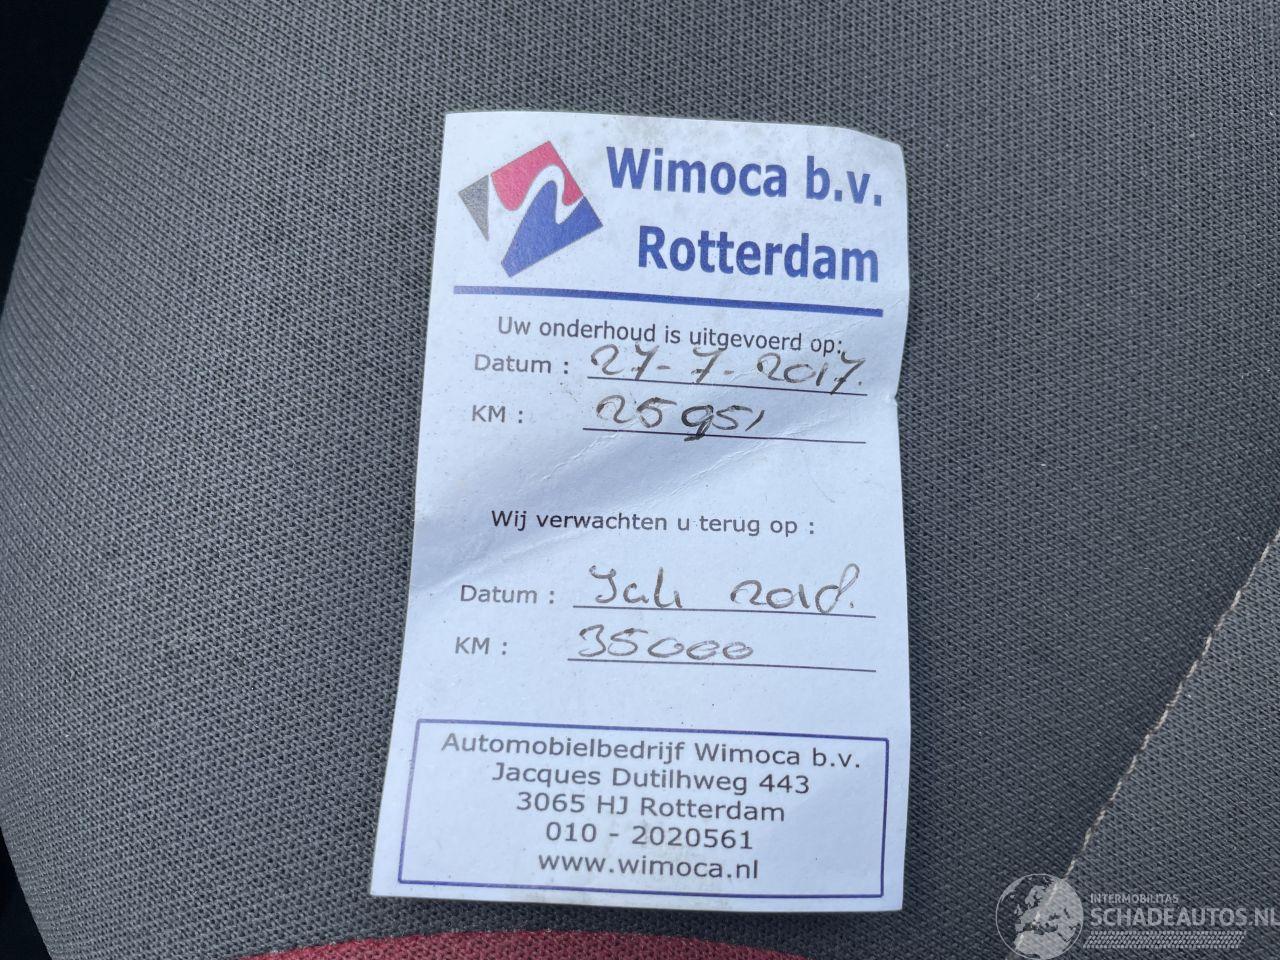 Wimoca b.v.
Rotterdam
Uw onderhoud is uitgevoerd op:
Datum : 27-7-2017.
KM : 25951
Wij verwachten u terug op :
Datum : Juli 2018.
KM : 35000
Automobielbedrijf Wimoca b.v.
Jacques Dutilhweg 443
3065 HJ Rotterdam
010 - 2020561
www.wimoca.nl
INTERMOBILITAS
SCHADEAUTOS.NL